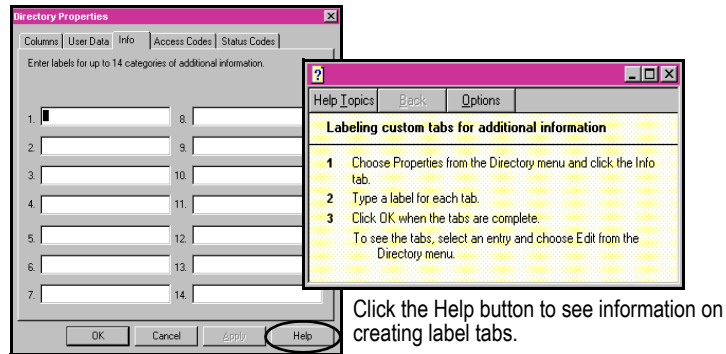 Directory Properties
Columns User Data Info Access Codes Status Codes
Enter labels for up to 14 categories of additional information.
1. 8.
2. 9.
3. 10.
4. 11.
5. 12.
6. 13.
7. 14.
OK Cancel Apply Help
Help Topics Back Options
Labeling custom tabs for additional information
1 Choose Properties from the Directory menu and click the Info
tab.
2 Type a label for each tab.
3 Click OK when the tabs are complete.
To see the tabs, select an entry and choose Edit from the
Directory menu.
Click the Help button to see information on
creating label tabs.